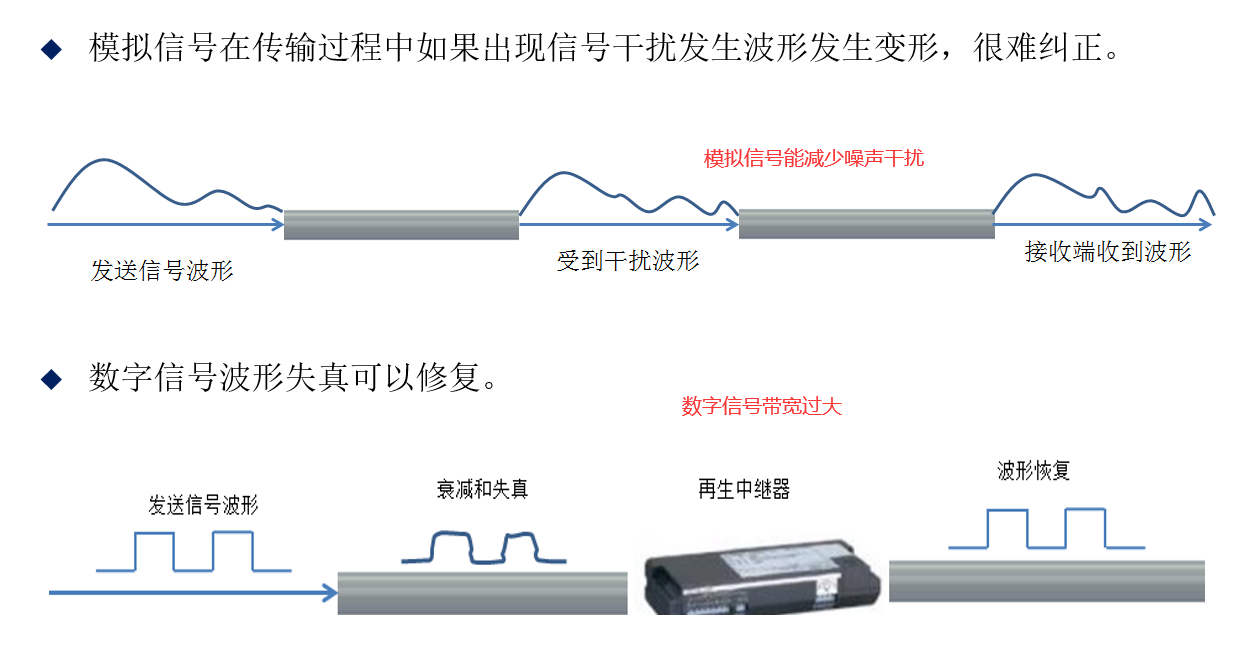 模拟信号在传输过程中如果出现信号干扰发生波形发生变形，很难纠正。
模拟信号能减少噪声干扰
发送信号波形
受到干扰波形
接收端收到波形
数字信号波形失真可以修复。
数字信号带宽过大
发送信号波形
衰减和失真
再生中继器
波形恢复